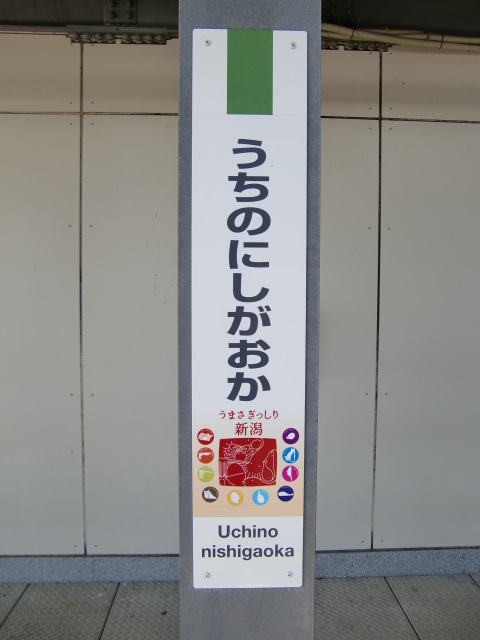 うちのにしがおか
うまさぎっしり
新潟
Uchino
nishigaoka